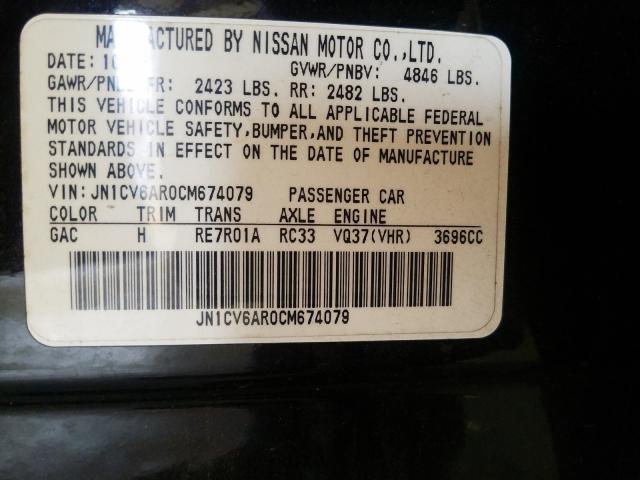 BY NISSAN MOTOR CO.,LTD.
DATE: GVWR/PNBV: 4846 LBS.
2423 LBS. RR: 2482 LBS.
THIS VEHICLE CONFORMS TO ALL APPLICABLE FEDERAL
MOTOR VEHICLE SAFETY,BUMPER,AND THEFT PREVENTION
STANDARDS IN EFFECT ON THE DATE OF MANUFACTURE
SHOWN ABOVE.
VIN:JN1CV6AR0CM674079 PASSENGER CAR
COLOR TRIM TRANS AXLE ENGINE
GAC H RE7R01A RC33 VQ37(VHR) 3696CC
JN1CV6AR0CM674079